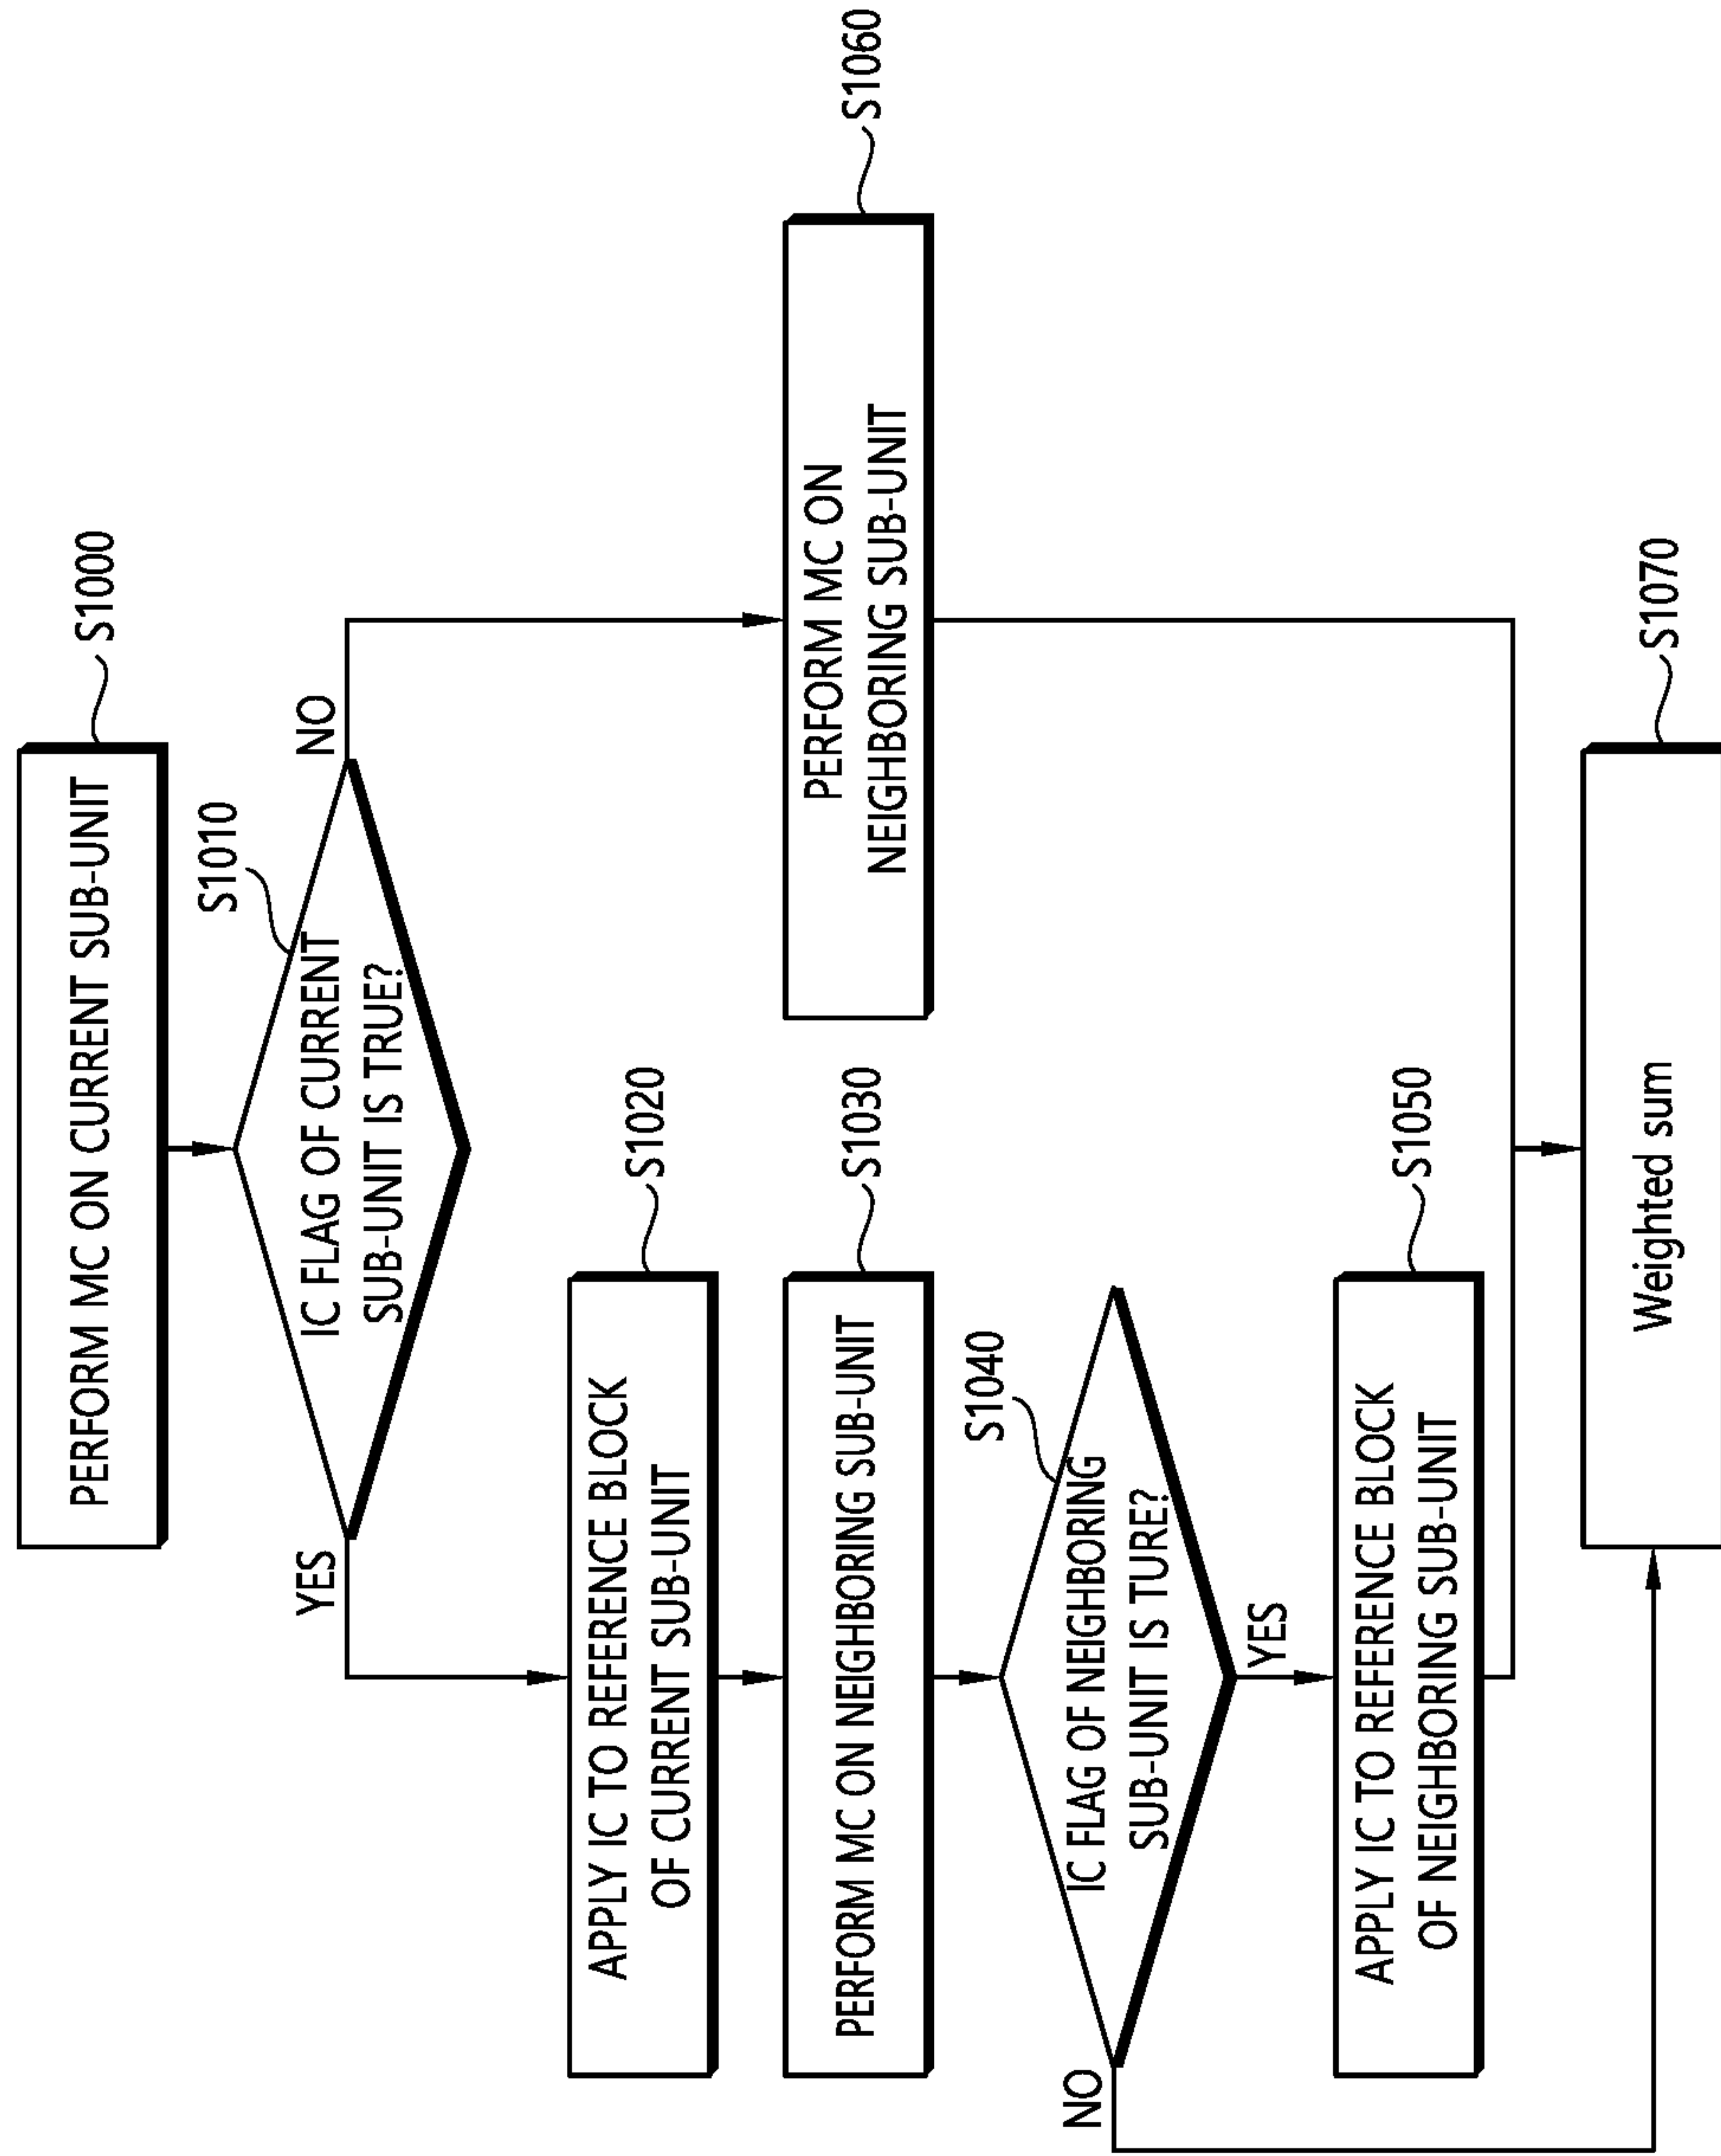 PERFORM MC ON CURRENT SUB-UNIT
S1000
IC FLAG OF CURRENT
SUB-UNIT IS TRUE?
S1010
YES
NO
APPLY IC TO REFERENCE BLOCK
OF CURRENT SUB-UNIT
S1020
PERFORM MC ON NEIGHBORING SUB-UNIT
S1030
PERFORM MC ON
NEIGHBORING SUB-UNIT
S1060
IC FLAG OF NEIGHBORING
SUB-UNIT IS TURE?
S1040
NO
YES
APPLY IC TO REFERENCE BLOCK
OF NEIGHBORING SUB-UNIT
S1050
Weighted sum
S1070